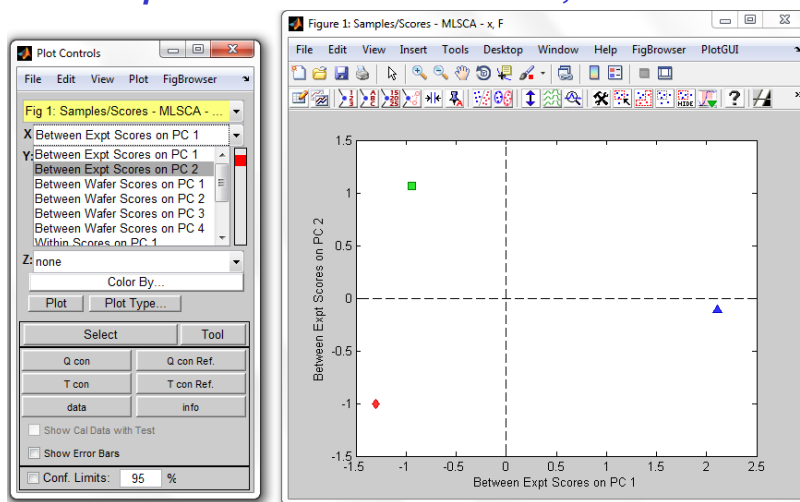 Plot Controls
File Edit View Plot FigBrowser
Fig 1: Samples/Scores - MLSCA - ...
X Between Expt Scores on PC 1
Y: Between Expt Scores on PC 1
Between Expt Scores on PC 2
Between Wafer Scores on PC 1
Between Wafer Scores on PC 2
Between Wafer Scores on PC 3
Between Wafer Scores on PC 4
Within Scores on PC 1
Z: none
Color By...
Plot Plot Type...
Select Tool
Q con Q con Ref.
T con T con Ref.
data info
Show Cal Data with Test
Show Error Bars
Conf. Limits: 95 %
Figure 1: Samples/Scores - MLSCA - x, F
File Edit View Insert Tools Desktop Window Help FigBrowser PlotGUI
HIDE
1.5
1
0.5
0
-0.5
-1
-1.5
Between Expt Scores on PC 2
-1.5 -1 -0.5 0 0.5 1 1.5 2 2.5
Between Expt Scores on PC 1